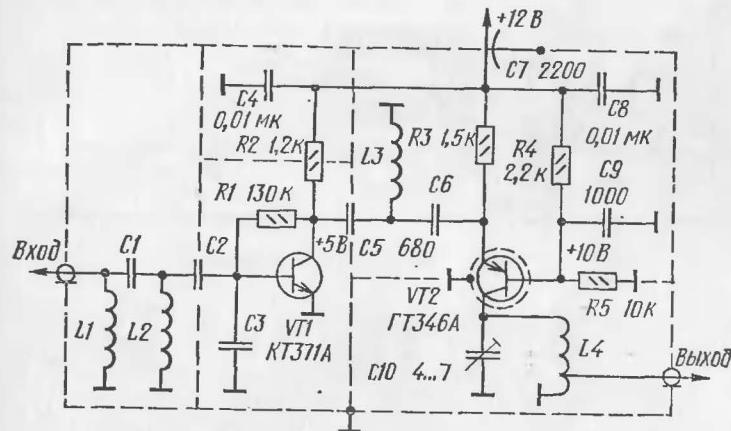 +12 В
C7 2200
C4
0,01 мк
R2 1,2к
L3
R3 1,5к
R4
2,2к
C8
0,01 мк
C9
1000
R1 130 к
C6
Вход
C1
C2
+5В
C5
680
+10В
L1
L2
C3
VT1
КТ371А
VT2
ГТ346А
R5 10к
C10 4...7
L4
Выход